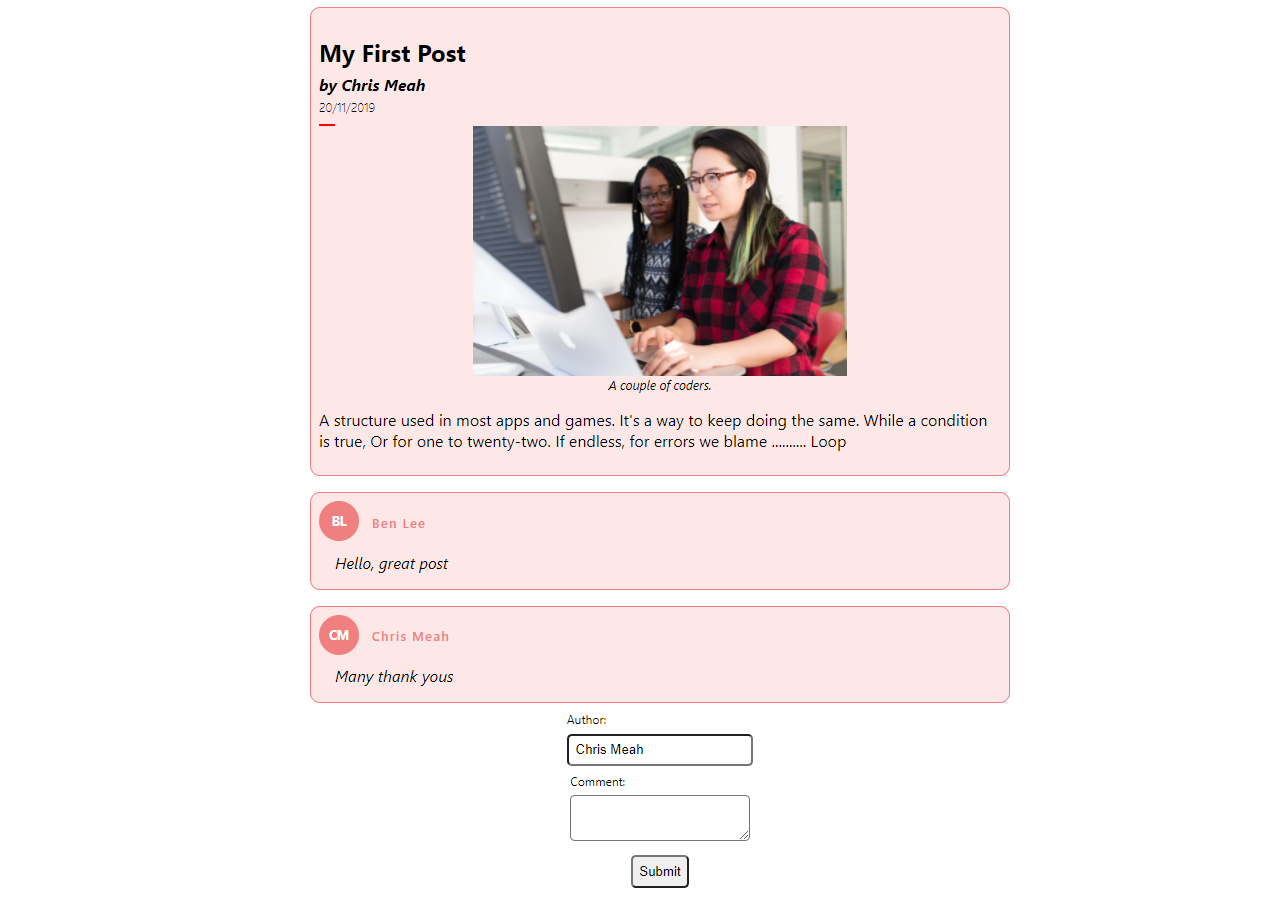 My First Post
by Chris Meah
20/11/2019
A couple of coders.
A structure used in most apps and games. It's a way to keep doing the same. While a condition
is true, Or for one to twenty-two. If endless, for errors we blame .......... Loop
BL Ben Lee
Hello, great post
CM Chris Meah
Many thank yous
Author:
Chris Meah
Comment:
Submit